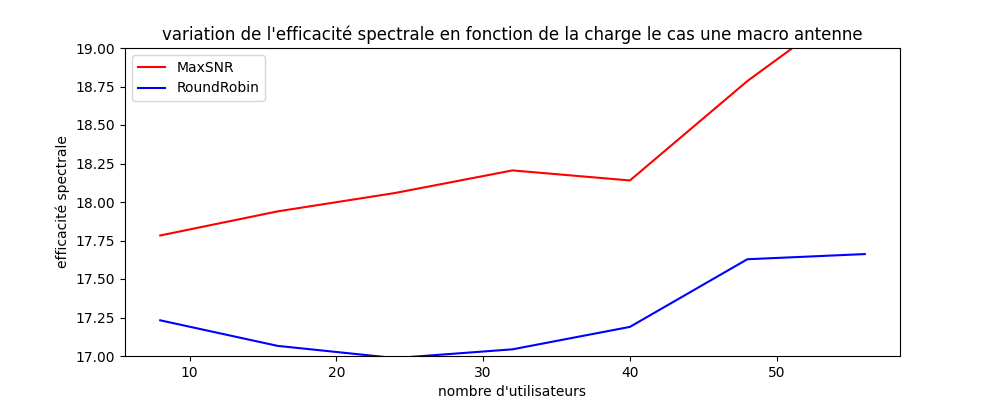 variation de l'efficacité spectrale en fonction de la charge le cas une macro antenne
MaxSNR
RoundRobin
efficacité spectrale
19.00
18.75
18.50
18.25
18.00
17.75
17.50
17.25
17.00
10 20 30 40 50
nombre d'utilisateurs